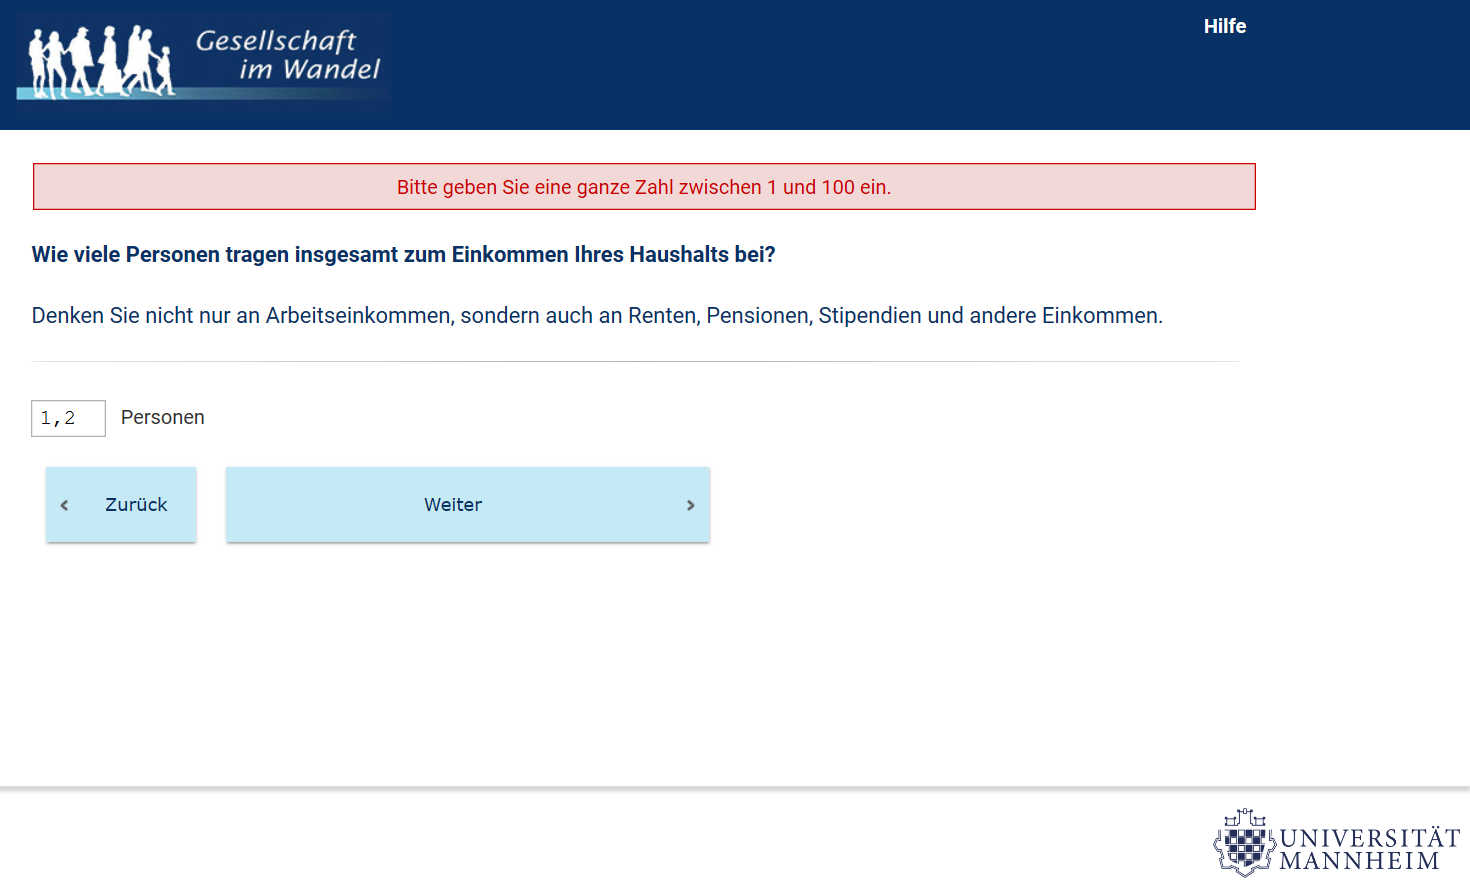 Gesellschaft
im Wandel
Hilfe
Bitte geben Sie eine ganze Zahl zwischen 1 und 100 ein.
Wie viele Personen tragen insgesamt zum Einkommen Ihres Haushalts bei?
Denken Sie nicht nur an Arbeitseinkommen, sondern auch an Renten, Pensionen, Stipendien und andere Einkommen.
1,2 Personen
Zurück
Weiter
UNIVERSITÄT
MANNHEIM